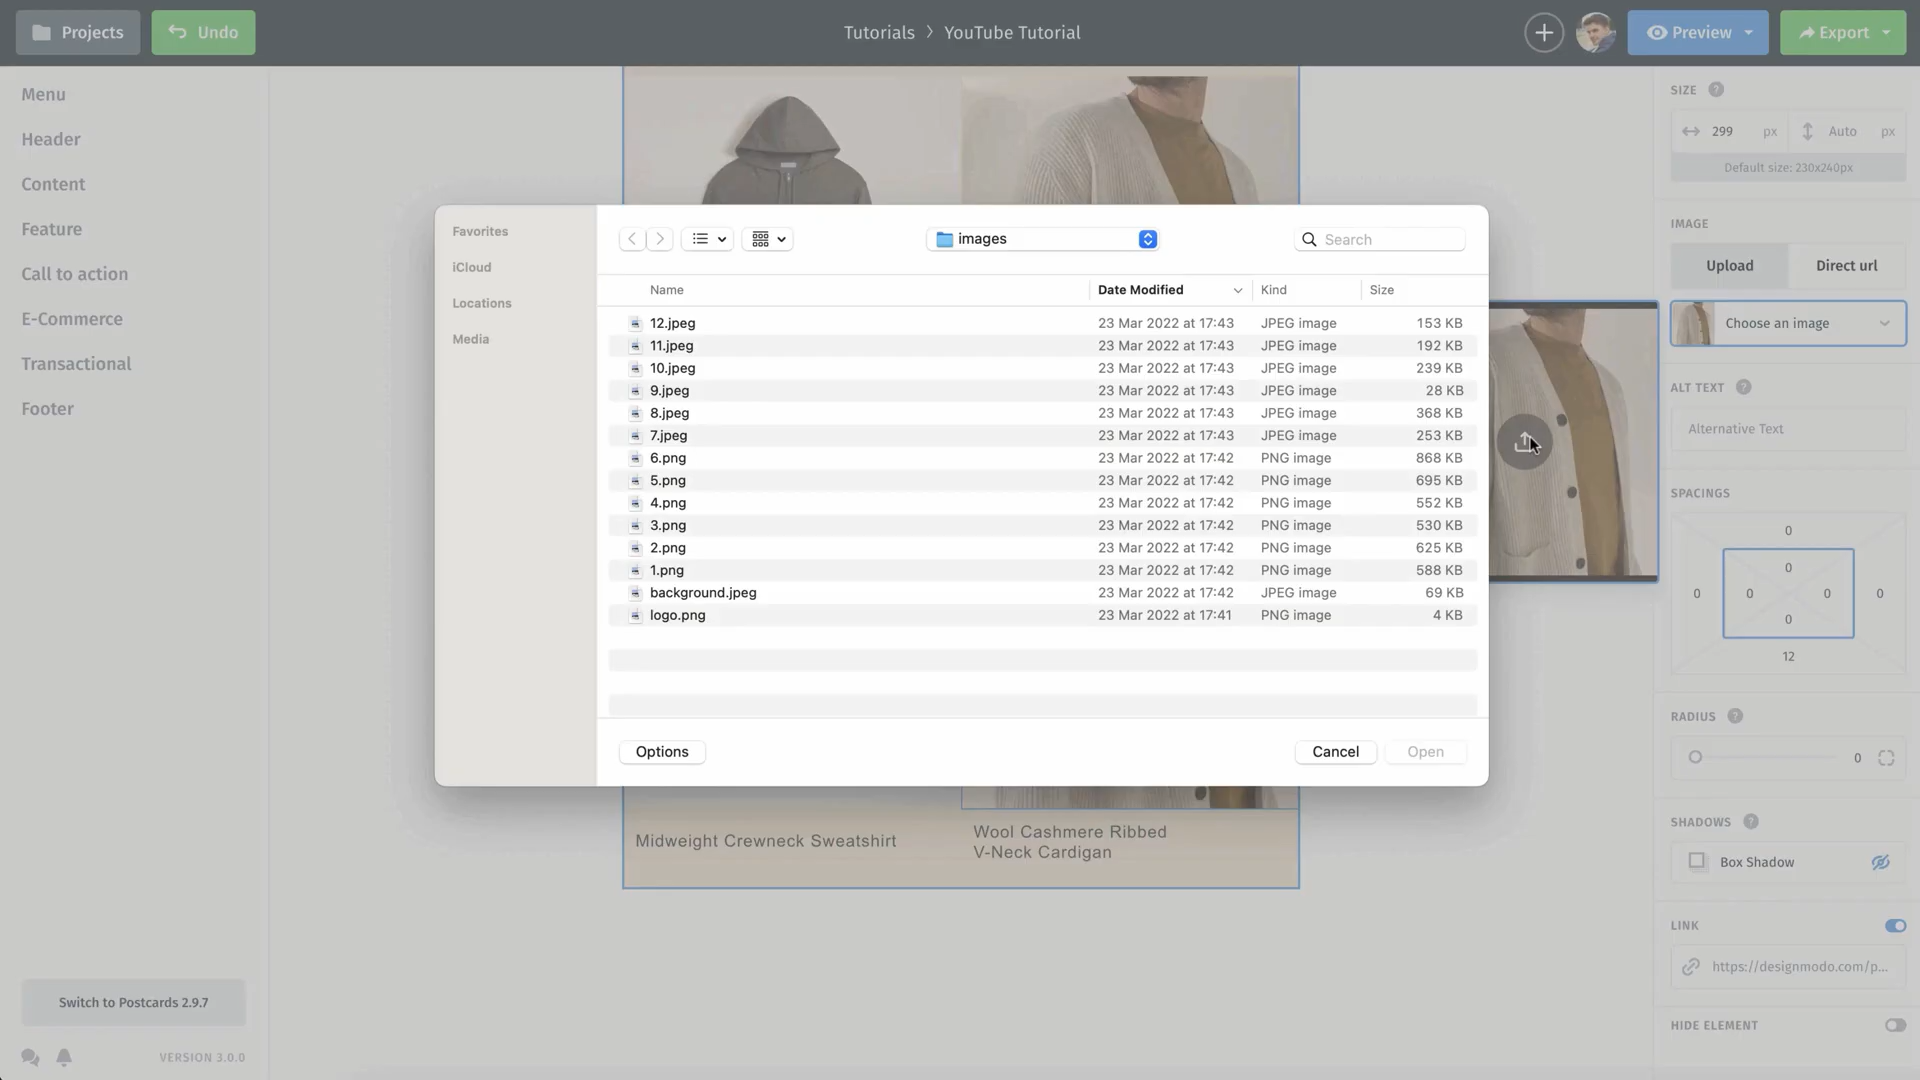 Projects
Undo
Tutorials > YouTube Tutorial
Preview
Export
Menu
Header
Content
Feature
Call to action
E-Commerce
Transactional
Footer
Switch to Postcards 2.9.7
VERSION 3.0.0
Favorites
iCloud
Locations
Media
images
Search
Name Date Modified Kind Size
12.jpeg 23 Mar 2022 at 17:43 JPEG image 153 KB
11.jpeg 23 Mar 2022 at 17:43 JPEG image 192 KB
10.jpeg 23 Mar 2022 at 17:43 JPEG image 239 KB
9.jpeg 23 Mar 2022 at 17:43 JPEG image 28 KB
8.jpeg 23 Mar 2022 at 17:43 JPEG image 368 KB
7.jpeg 23 Mar 2022 at 17:43 JPEG image 253 KB
6.png 23 Mar 2022 at 17:42 PNG image 868 KB
5.png 23 Mar 2022 at 17:42 PNG image 695 KB
4.png 23 Mar 2022 at 17:42 PNG image 552 KB
3.png 23 Mar 2022 at 17:42 PNG image 530 KB
2.png 23 Mar 2022 at 17:42 PNG image 625 KB
1.png 23 Mar 2022 at 17:42 PNG image 588 KB
background.jpeg 23 Mar 2022 at 17:42 JPEG image 69 KB
logo.png 23 Mar 2022 at 17:41 PNG image 4 KB
Options
Cancel
Open
Midweight Crewneck Sweatshirt
Wool Cashmere Ribbed
V-Neck Cardigan
SIZE ?
299 px Auto px
Default size: 230x240px
IMAGE
Upload Direct url
Choose an image
ALT TEXT ?
Alternative Text
SPACINGS
0
0
0 0 0 0
0
12
RADIUS ?
0
SHADOWS ?
Box Shadow
LINK
https://designmodo.com/p...
HIDE ELEMENT